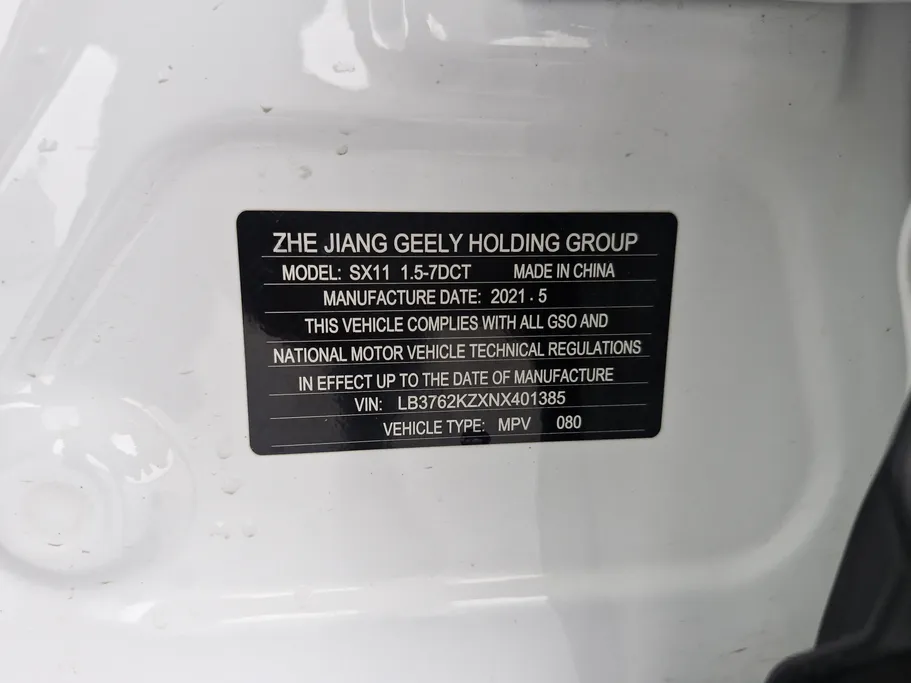 ZHE JIANG GEELY HOLDING GROUP
MODEL: SX11 1.5-7DCT MADE IN CHINA
MANUFACTURE DATE: 2021 . 5
THIS VEHICLE COMPLIES WITH ALL GSO AND
NATIONAL MOTOR VEHICLE TECHNICAL REGULATIONS
IN EFFECT UP TO THE DATE OF MANUFACTURE
VIN: LB3762KZXNX401385
VEHICLE TYPE: MPV 080